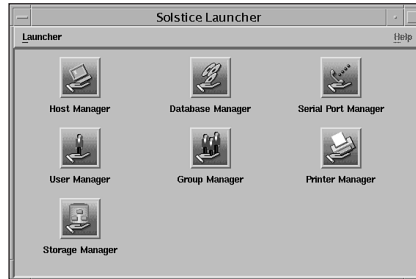 Solstice Launcher
Launcher Help
Host Manager Database Manager Serial Port Manager
User Manager Group Manager Printer Manager
Storage Manager